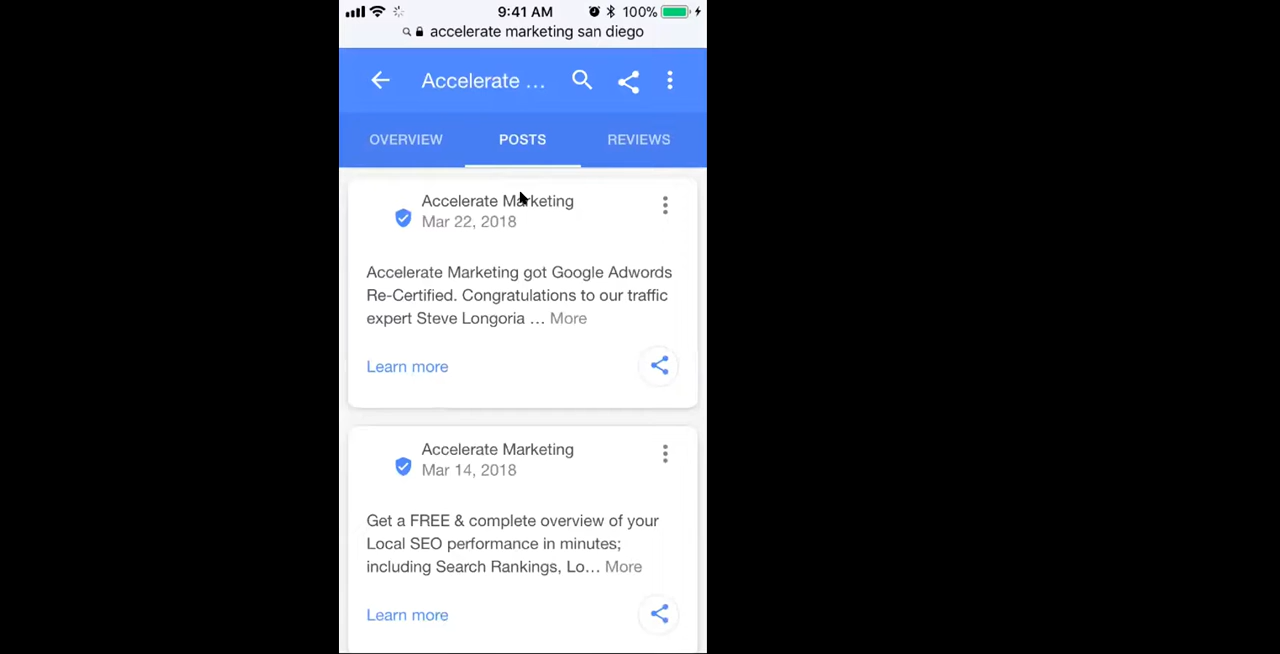 9:41 AM 100%
accelerate marketing san diego
Accelerate ...
OVERVIEW POSTS REVIEWS
Accelerate Marketing
Mar 22, 2018
Accelerate Marketing got Google Adwords
Re-Certified. Congratulations to our traffic
expert Steve Longoria ... More
Learn more
Accelerate Marketing
Mar 14, 2018
Get a FREE & complete overview of your
Local SEO performance in minutes;
including Search Rankings, Lo... More
Learn more